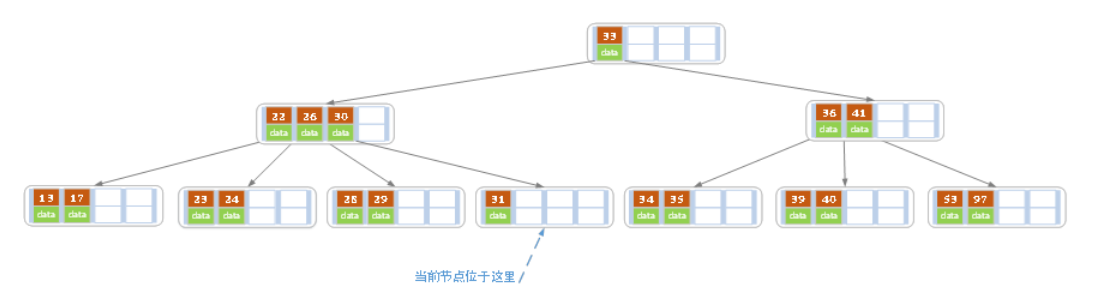 33
data
22 26 30
data data data
36 41
data data
13 17
data data
23 24
data data
28 29
data data
31
data
34 35
data data
39 40
data data
53 97
data data
当前节点位于这里